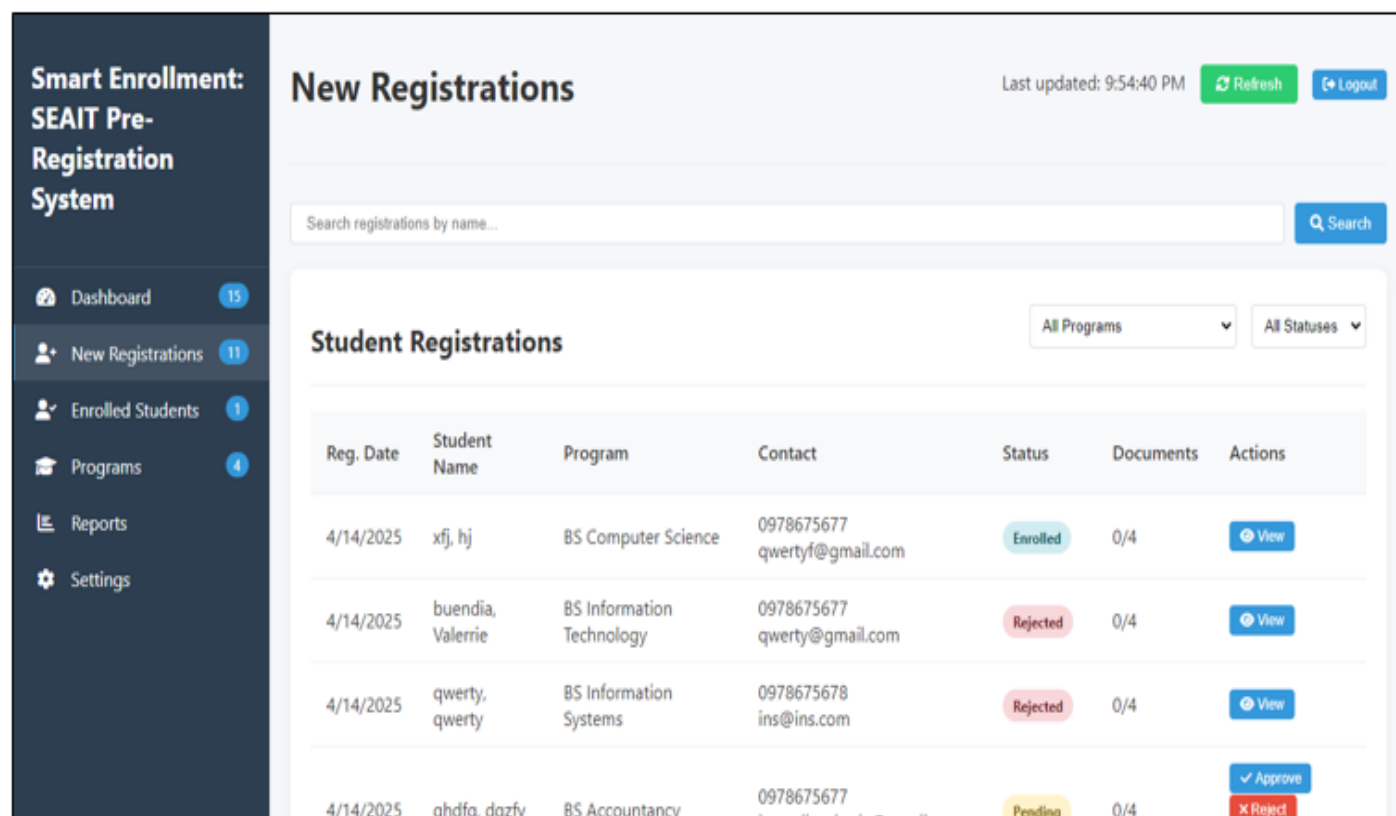 Smart Enrollment:
SEAIT Pre-
Registration
System
Dashboard 15
New Registrations 11
Enrolled Students 1
Programs 4
Reports
Settings
New Registrations
Last updated: 9:54:40 PM Refresh Logout
Search registrations by name... Search
Student Registrations All Programs All Statuses
Reg. Date Student Name Program Contact Status Documents Actions
4/14/2025 xfj, hj BS Computer Science 0978675677 Enrolled 0/4 View
qwertyf@gmail.com
4/14/2025 buendia, BS Information 0978675677 Rejected 0/4 View
Valerrie Technology qwerty@gmail.com
4/14/2025 qwerty, BS Information 0978675678 Rejected 0/4 View
qwerty Systems ins@ins.com
Approve
4/14/2025 BS Accountancy 0978675677 Pending 0/4 Reject